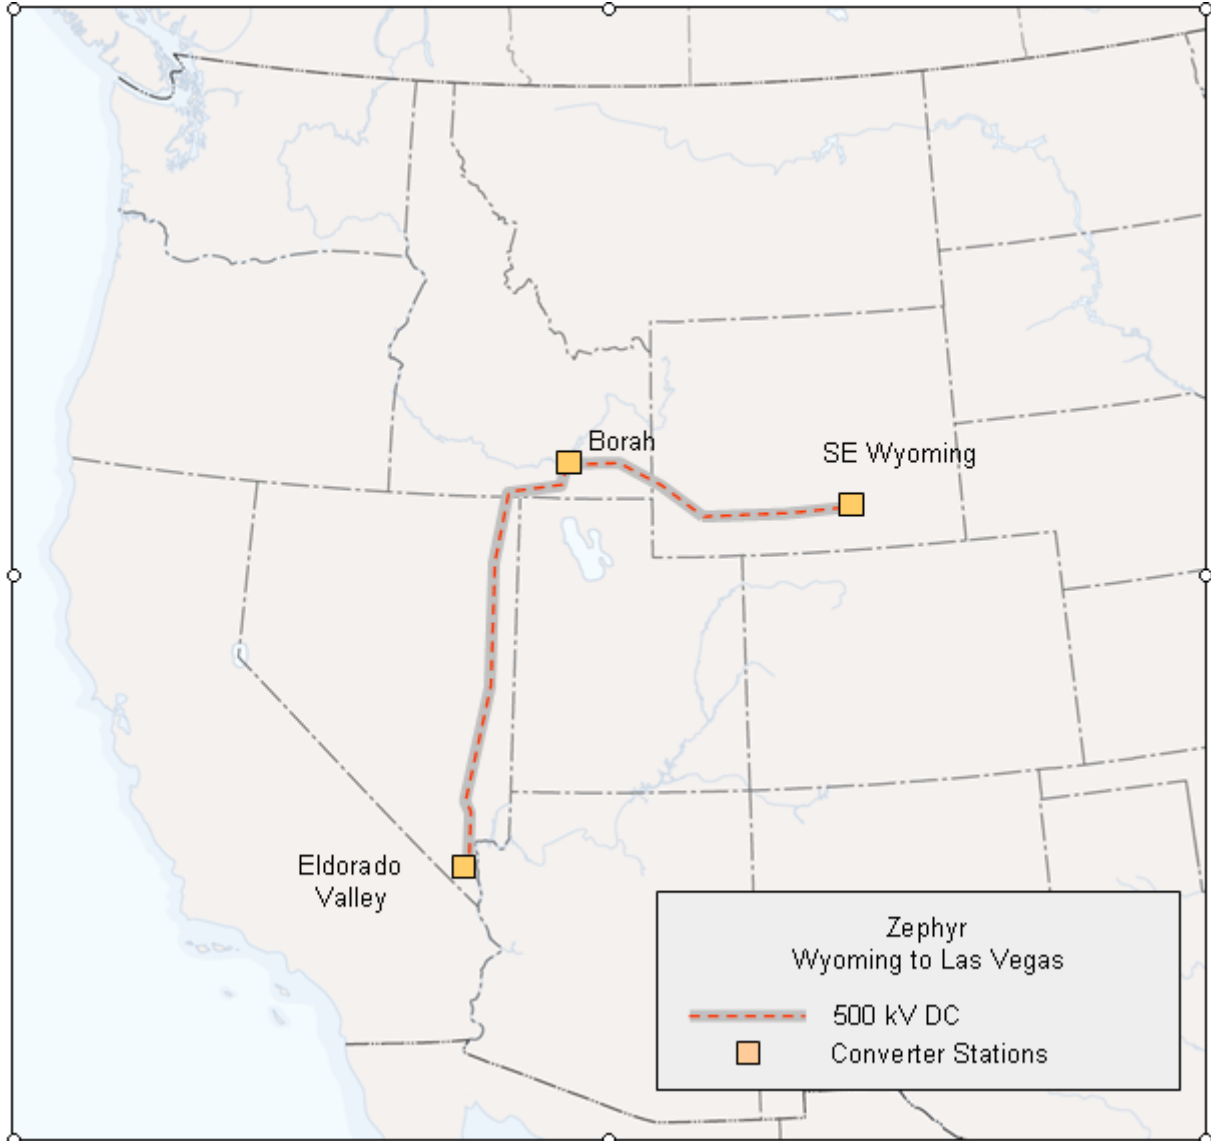 Borah
SE Wyoming
Eldorado
Valley
Zephyr
Wyoming to Las Vegas
500 kV DC
Converter Stations